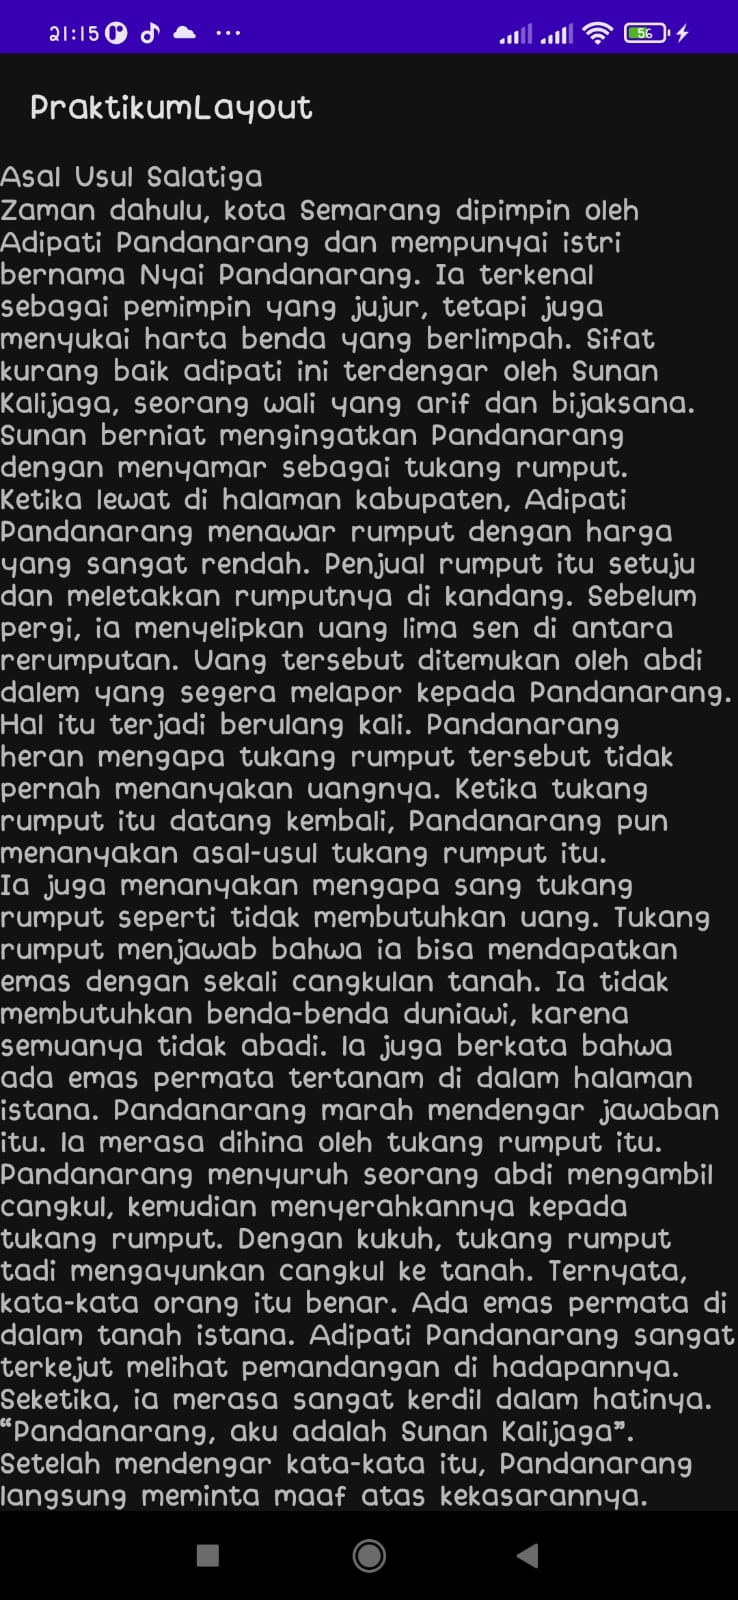 21:15
56
PraktikumLayout
Asal Usul Salatiga
Zaman dahulu, kota Semarang dipimpin oleh
Adipati Pandanarang dan mempunyai istri
bernama Nyai Pandanarang. Ia terkenal
sebagai pemimpin yang jujur, tetapi juga
menyukai harta benda yang berlimpah. Sifat
kurang baik adipati ini terdengar oleh Sunan
Kalijaga, seorang wali yang arif dan bijaksana.
Sunan berniat mengingatkan Pandanarang
dengan menyamar sebagai tukang rumput.
Ketika lewat di halaman kabupaten, Adipati
Pandanarang menawar rumput dengan harga
yang sangat rendah. Penjual rumput itu setuju
dan meletakkan rumputnya di kandang. Sebelum
pergi, ia menyelipkan uang lima sen di antara
rerumputan. Uang tersebut ditemukan oleh abdi
dalem yang segera melapor kepada Pandanarang.
Hal itu terjadi berulang kali. Pandanarang
heran mengapa tukang rumput tersebut tidak
pernah menanyakan uangnya. Ketika tukang
rumput itu datang kembali, Pandanarang pun
menanyakan asal-usul tukang rumput itu.
Ia juga menanyakan mengapa sang tukang
rumput seperti tidak membutuhkan uang. Tukang
rumput menjawab bahwa ia bisa mendapatkan
emas dengan sekali cangkulan tanah. Ia tidak
membutuhkan benda-benda duniawi, karena
semuanya tidak abadi. la juga berkata bahwa
ada emas permata tertanam di dalam halaman
istana. Pandanarang marah mendengar jawaban
itu. la merasa dihina oleh tukang rumput itu.
Pandanarang menyuruh seorang abdi mengambil
cangkul, kemudian menyerahkannya kepada
tukang rumput. Dengan kukuh, tukang rumput
tadi mengayunkan cangkul ke tanah. Ternyata,
kata-kata orang itu benar. Ada emas permata di
dalam tanah istana. Adipati Pandanarang sangat
terkejut melihat pemandangan di hadapannya.
Seketika, ia merasa sangat kerdil dalam hatinya.
“Pandanarang, aku adalah Sunan Kalijaga”.
Setelah mendengar kata-kata itu, Pandanarang
langsung meminta maaf atas kekasarannya.